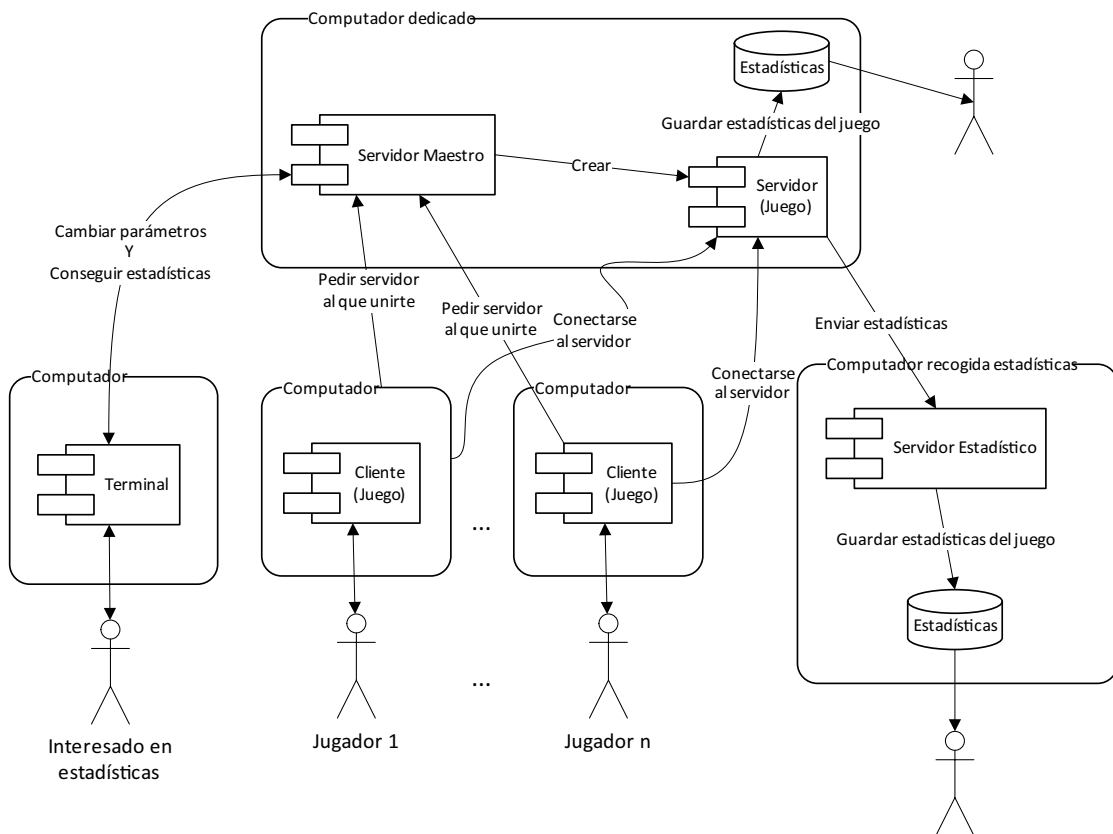 Computador dedicado
Estadísticas
Guardar estadísticas del juego
Servidor Maestro
Crear
Servidor
(Juego)
Cambiar parámetros
Y
Conseguir estadísticas
Pedir servidor
al que unirte
Pedir servidor
al que unirte
Conectarse
al servidor
Enviar estadísticas
Conectarse
al servidor
Computador
Computador
Computador
Computador recogida estadísticas
Terminal
Cliente
(Juego)
...
Cliente
(Juego)
Servidor Estadístico
Guardar estadísticas del juego
Estadísticas
...
Interesado en
estadísticas
Jugador 1
Jugador n